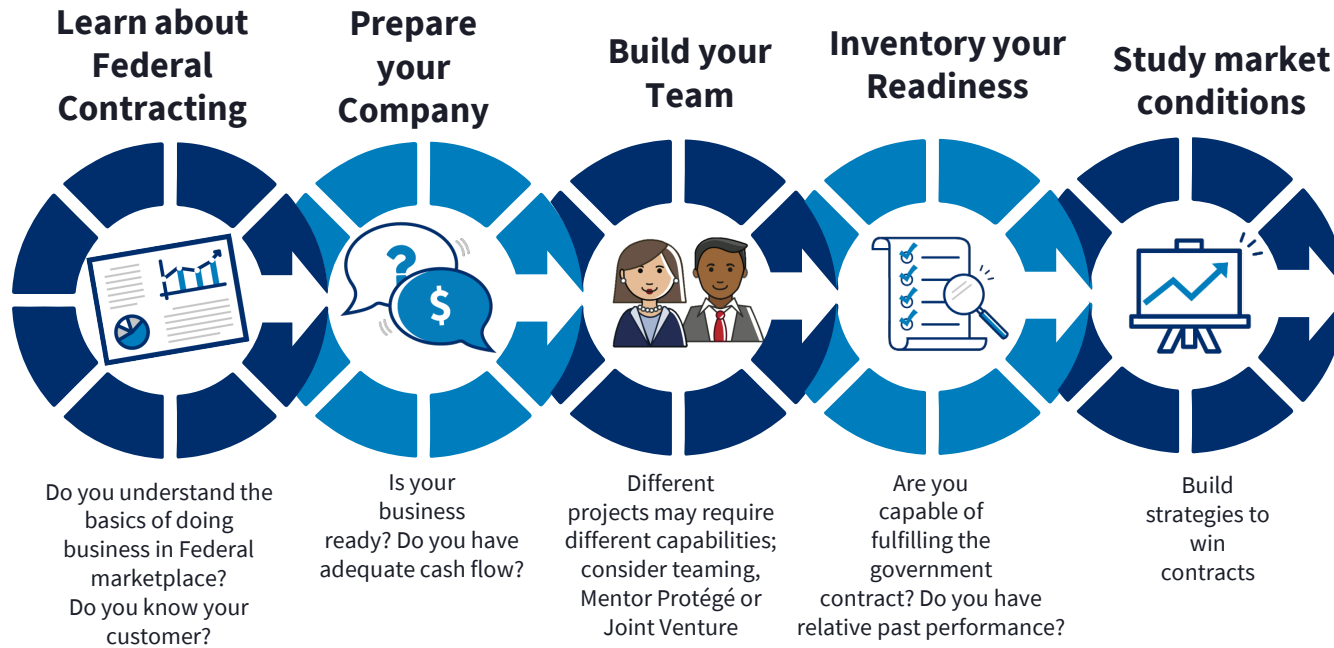 Learn about
Federal
Contracting
Do you understand the
basics of doing
business in Federal
marketplace?
Do you know your
customer?
Prepare
your
Company
?
$
Is your
business
ready? Do you have
adequate cash flow?
Build your
Team
Different
projects may require
different capabilities;
consider teaming,
Mentor Protégé or
Joint Venture
Inventory your
Readiness
Are you
capable of
fulfilling the
government
contract? Do you have
relative past performance?
Study market
conditions
Build
strategies to
win
contracts